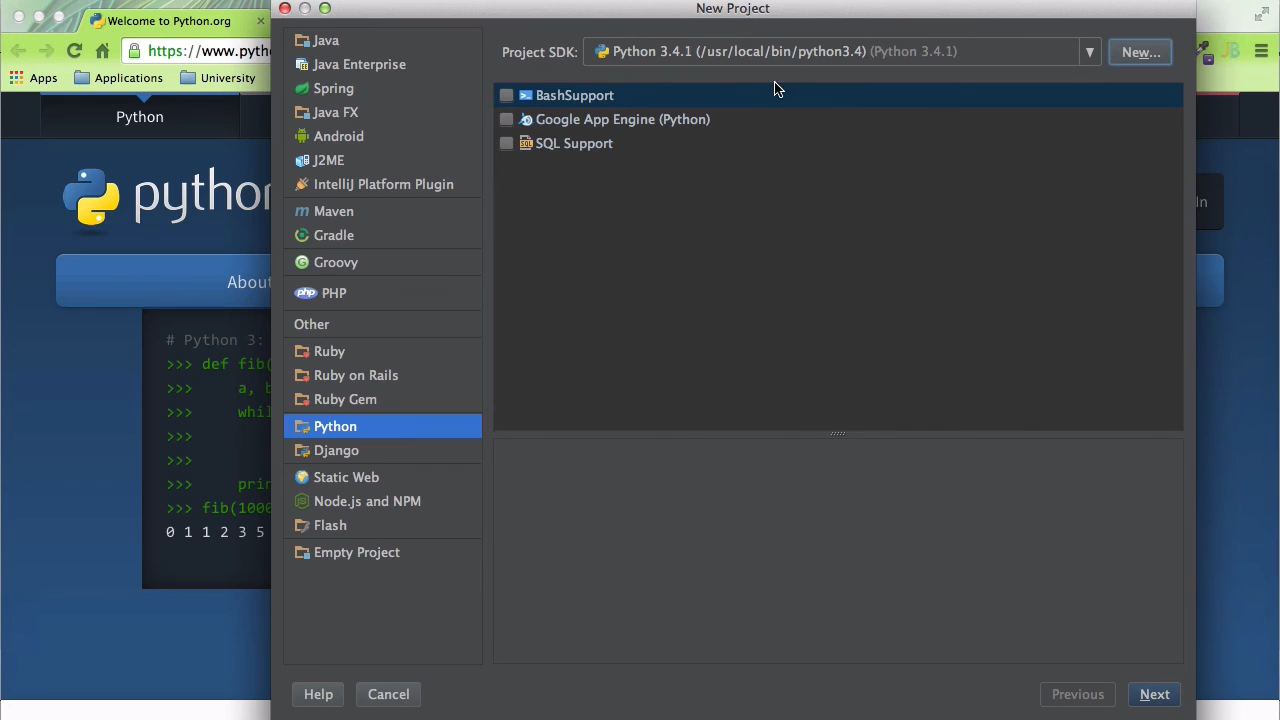 Welcome to Python.org
https://www.pyth
Apps
Applications
University
Python
python
About
In
# Python 3:
>>> def fib(
>>> a, b
>>> whil
>>>
>>>
>>> prin
>>> fib(1000
0 1 1 2 3 5
New Project
Java
Java Enterprise
Spring
Java FX
Android
J2ME
IntelliJ Platform Plugin
Maven
Gradle
Groovy
php PHP
Other
Ruby
Ruby on Rails
Ruby Gem
Python
Django
Static Web
Node.js and NPM
Flash
Empty Project
Project SDK: Python 3.4.1 (/usr/local/bin/python3.4) (Python 3.4.1) New...
BashSupport
Google App Engine (Python)
SQL Support
Help
Cancel
Previous
Next